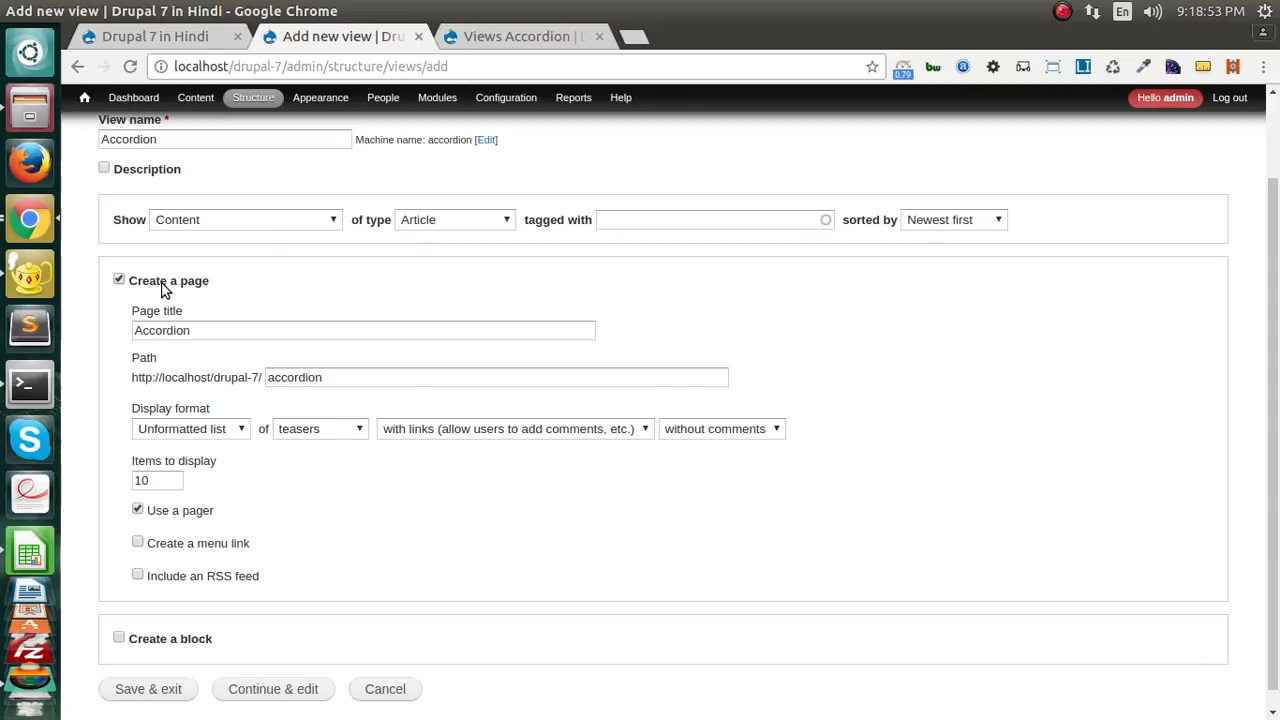 Add new view | Drupal 7 in Hindi - Google Chrome
En
9:18:53 PM
Drupal 7 in Hindi
Add new view | Dru
Views Accordion | D
localhost/drupal-7/admin/structure/views/add
0.79
bw
a
LI
Dashboard Content Structure Appearance People Modules Configuration Reports Help
Hello admin Log out
View name *
Accordion
Machine name: accordion [Edit]
Description
Show Content of type Article tagged with sorted by Newest first
Create a page
Page title
Accordion
Path
http://localhost/drupal-7/ accordion
Display format
Unformatted list of teasers with links (allow users to add comments, etc.) without comments
Items to display
10
Use a pager
Create a menu link
Include an RSS feed
Create a block
Save & exit Continue & edit Cancel